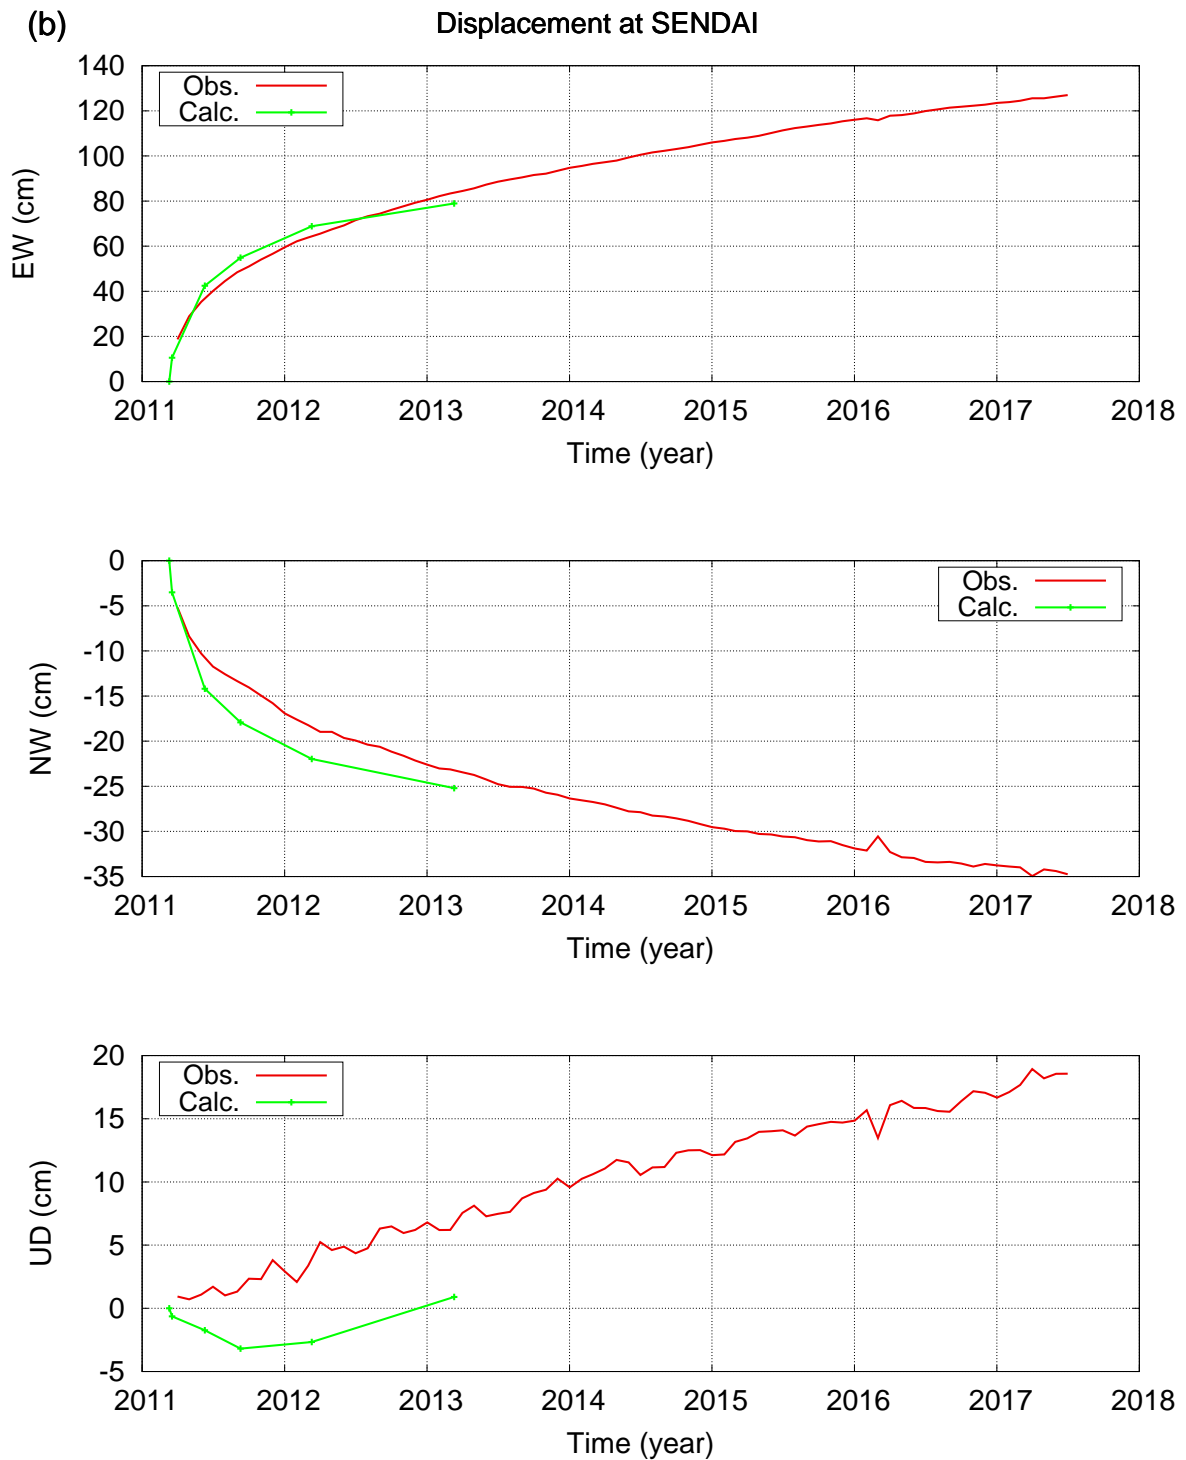 (b)
Displacement at SENDAI
140
120
100
80
60
40
20
0
EW (cm)
Obs.
Calc.
2011 2012 2013 2014 2015 2016 2017 2018
Time (year)
0
-5
-10
-15
-20
-25
-30
-35
NW (cm)
Obs.
Calc.
2011 2012 2013 2014 2015 2016 2017 2018
Time (year)
20
15
10
5
0
-5
UD (cm)
Obs.
Calc.
2011 2012 2013 2014 2015 2016 2017 2018
Time (year)